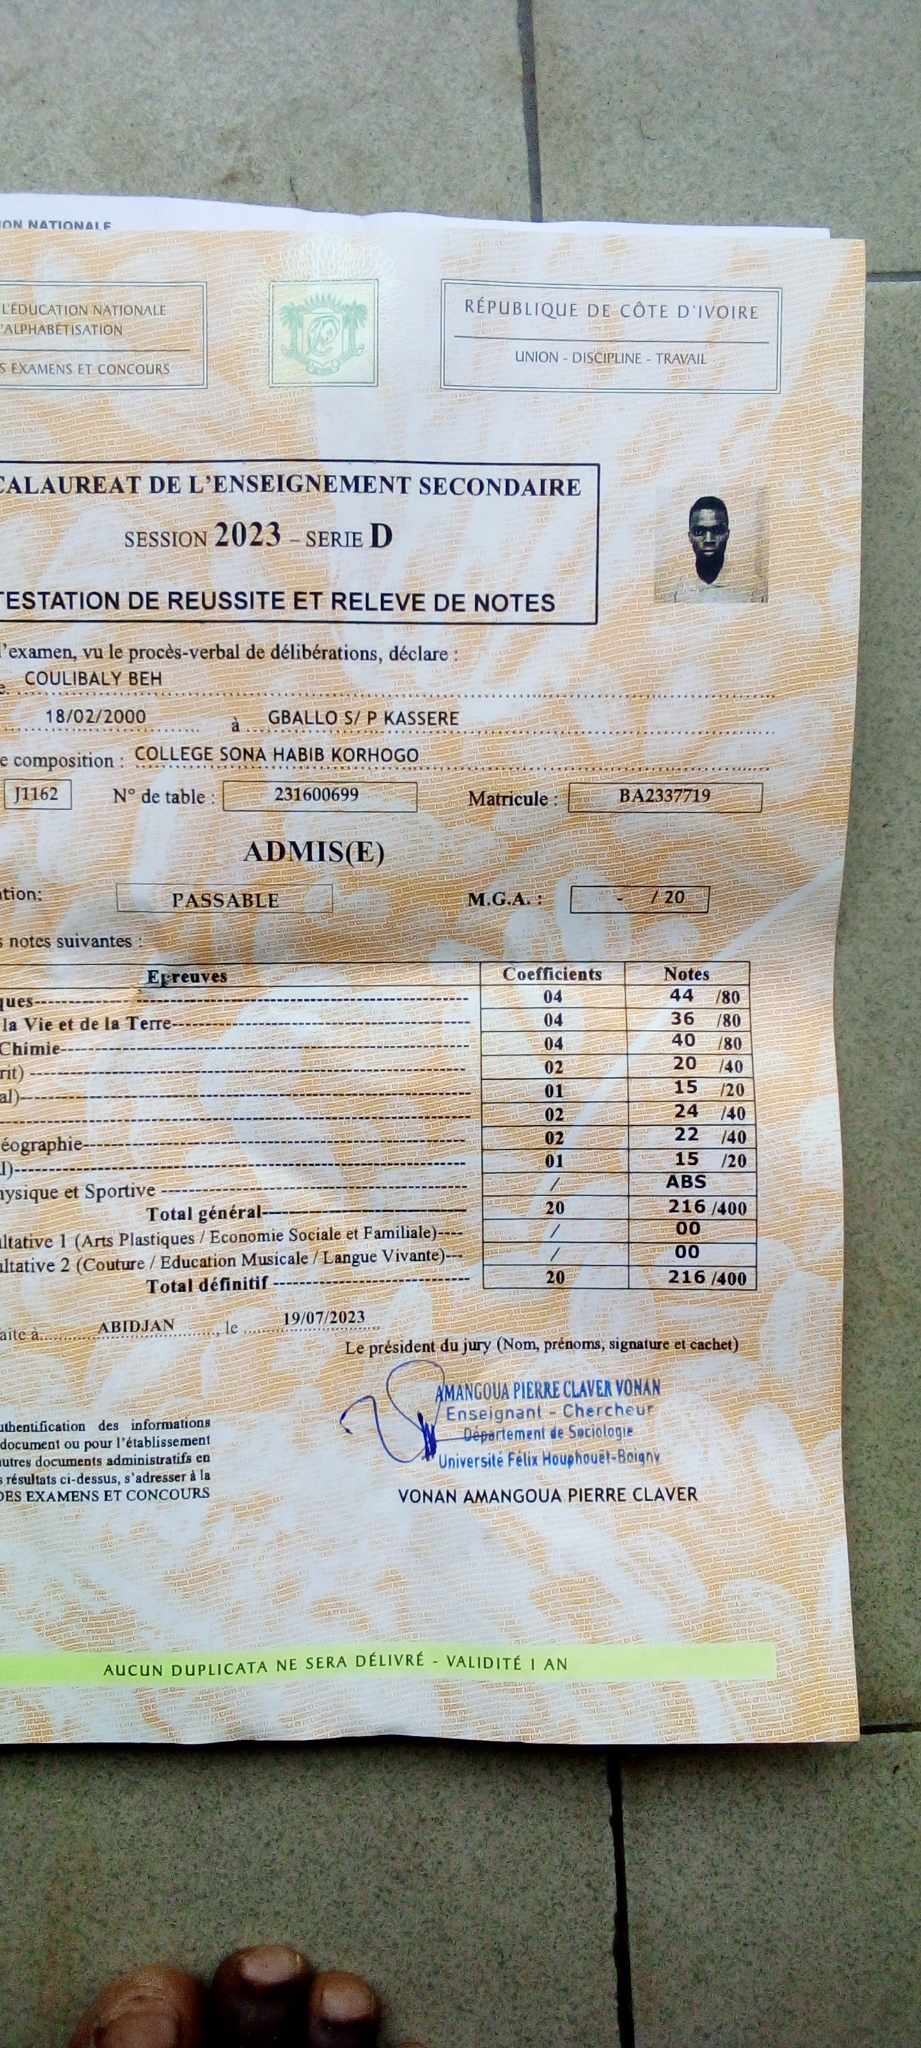 ON NATIONALE
L'ÉDUCATION NATIONALE
'ALPHABÉTISATION
S EXAMENS ET CONCOURS
RÉPUBLIQUE DE CÔTE D'IVOIRE
UNION - DISCIPLINE - TRAVAIL
CALAUREAT DE L'ENSEIGNEMENT SECONDAIRE
SESSION 2023 – SERIE D
TESTATION DE REUSSITE ET RELEVE DE NOTES
l'examen, vu le procès-verbal de délibérations, déclare :
e. COULIBALY BEH
18/02/2000 à GBALLO S/ P KASSERE
e composition : COLLEGE SONA HABIB KORHOGO
J1162 N° de table : 231600699 Matricule : BA2337719
ADMIS(E)
tion: PASSABLE M.G.A. : - / 20
s notes suivantes :
Epreuves Coefficients Notes
ques 04 44 /80
la Vie et de la Terre 04 36 /80
Chimie 04 40 /80
rit) 02 20 /40
al) 01 15 /20
02 24 /40
éographie 02 22 /40
l) 01 15 /20
hysique et Sportive / ABS
Total général 20 216 /400
ultative 1 (Arts Plastiques / Economie Sociale et Familiale) / 00
ultative 2 (Couture / Education Musicale / Langue Vivante) / 00
Total définitif 20 216 /400
aite à ABIDJAN, le 19/07/2023
Le président du jury (Nom, prénoms, signature et cachet)
AMANGOUA PIERRE CLAVER VONAN
Enseignant - Chercheur
Département de Sociologie
Université Félix Houphouët-Boigny
VONAN AMANGOUA PIERRE CLAVER
uthentification des informations
document ou pour l'établissement
utres documents administratifs en
s résultats ci-dessus, s'adresser à la
DES EXAMENS ET CONCOURS
AUCUN DUPLICATA NE SERA DÉLIVRÉ - VALIDITÉ 1 AN